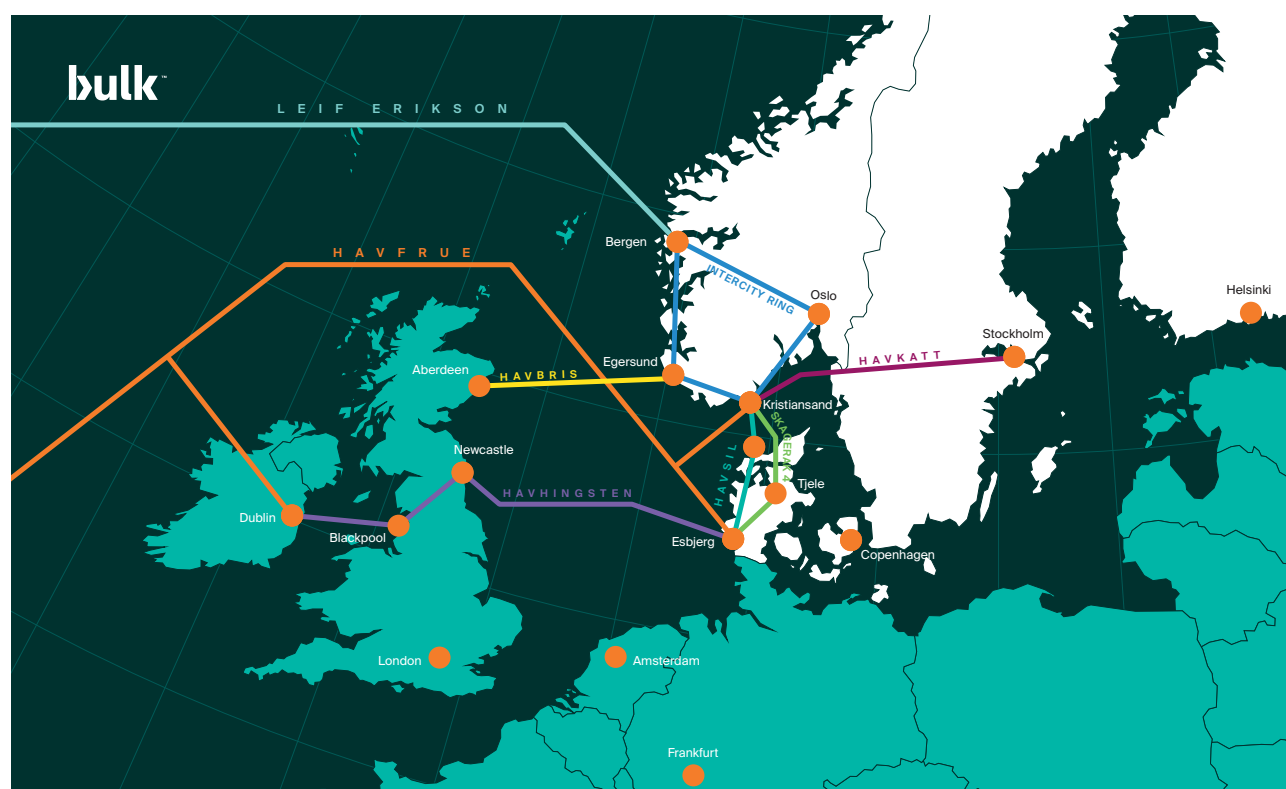 bulk™
LEIF ERIKSON
HAVFRUE
Bergen
INTERCITY RING
Oslo
Helsinki
Stockholm
HAVKATT
Egersund
Aberdeen
HAVBRIS
Kristiansand
SKAGERAK 4
Newcastle
HAVSIL
Tjele
HAVHINGSTEN
Dublin
Blackpool
Esbjerg
Copenhagen
London
Amsterdam
Frankfurt